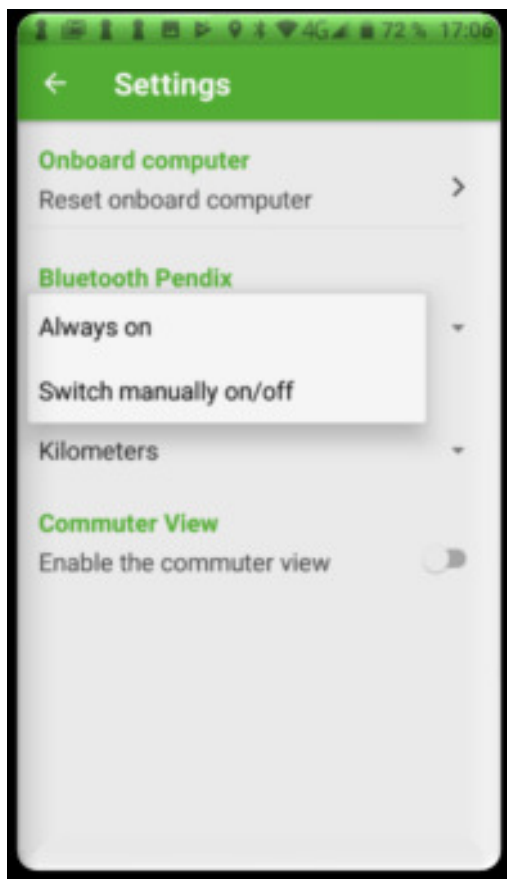 4G 72 % 17:06
Settings
Onboard computer
Reset onboard computer
Bluetooth Pendix
Always on
Switch manually on/off
Kilometers
Commuter View
Enable the commuter view